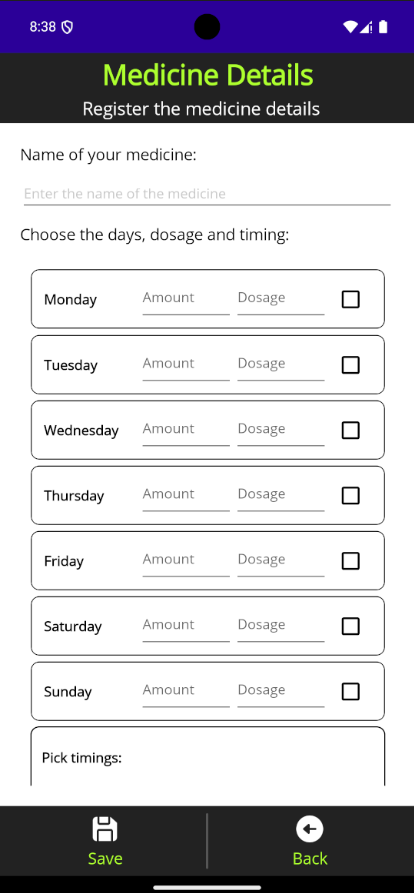 8:38
Medicine Details
Register the medicine details
Name of your medicine:
Enter the name of the medicine
Choose the days, dosage and timing:
Monday Amount Dosage
Tuesday Amount Dosage
Wednesday Amount Dosage
Thursday Amount Dosage
Friday Amount Dosage
Saturday Amount Dosage
Sunday Amount Dosage
Pick timings:
Save Back